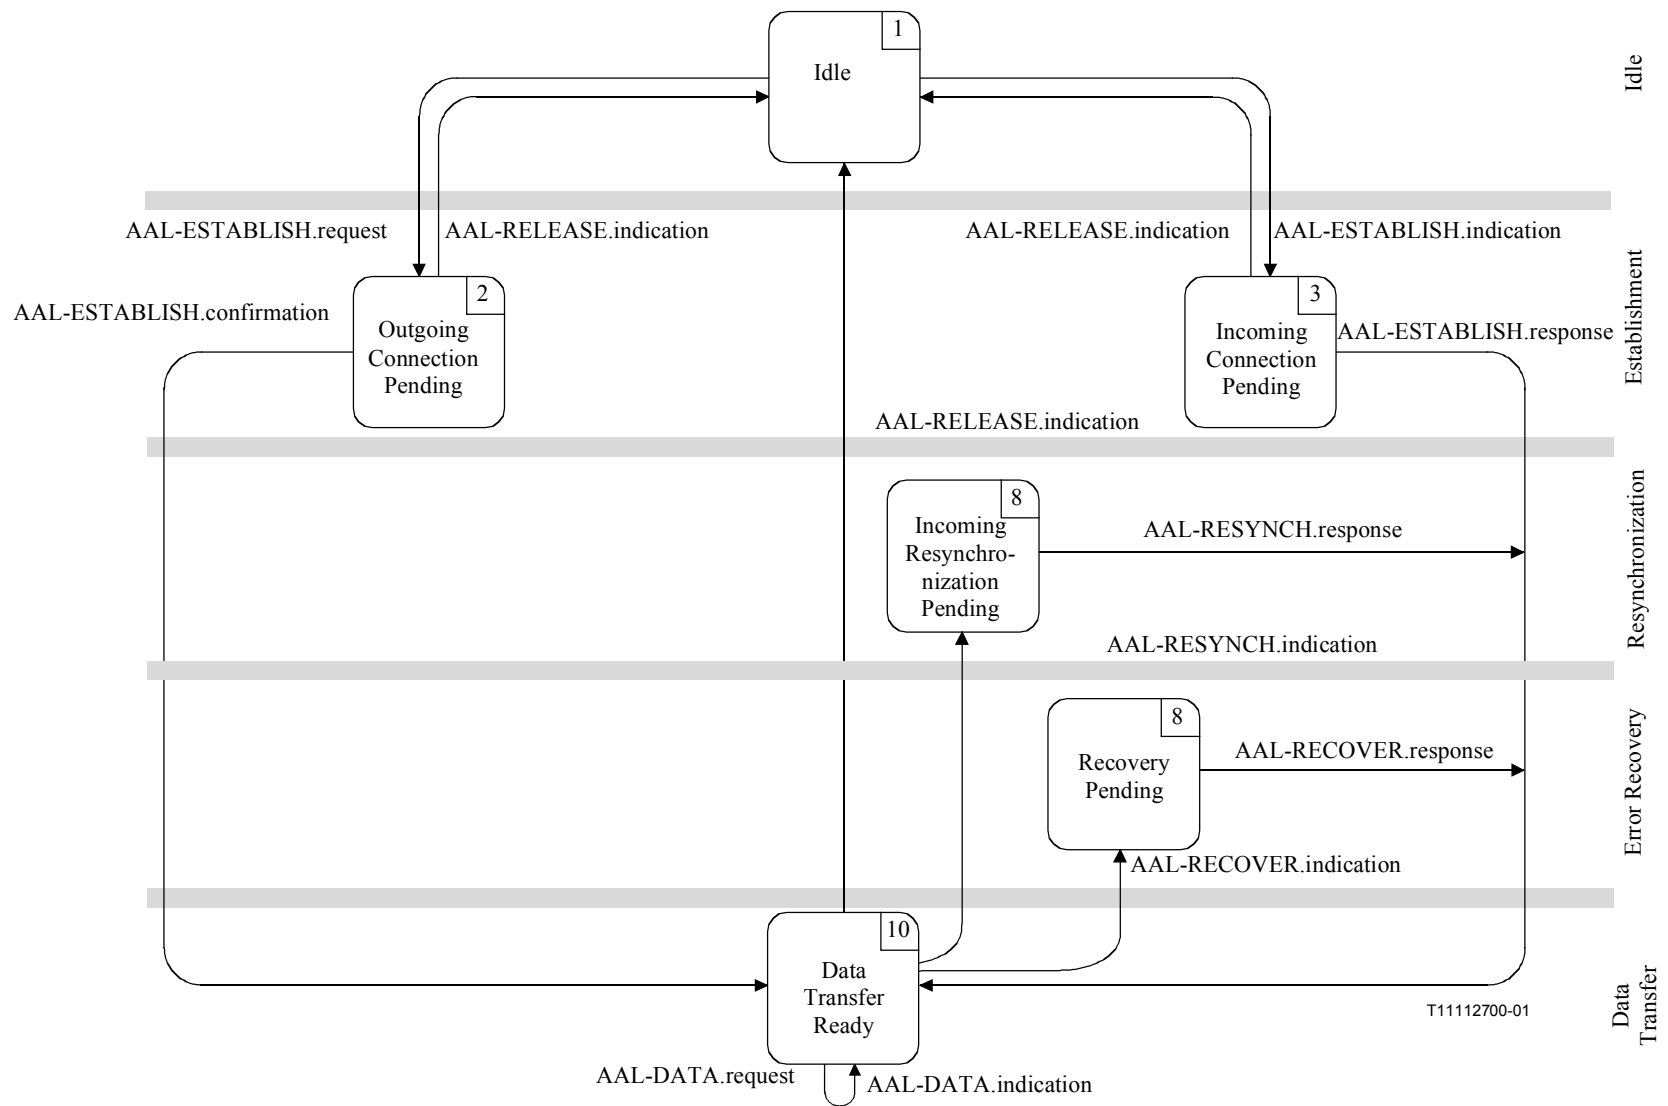 1
Idle
Idle
AAL-ESTABLISH.request
AAL-RELEASE.indication
AAL-RELEASE.indication
AAL-ESTABLISH.indication
2
Outgoing
Connection
Pending
AAL-ESTABLISH.confirmation
3
Incoming
Connection
Pending
AAL-ESTABLISH.response
Establishment
AAL-RELEASE.indication
8
Incoming
Resynchro-
nization
Pending
AAL-RESYNCH.response
Resynchronization
AAL-RESYNCH.indication
8
Recovery
Pending
AAL-RECOVER.response
Error Recovery
AAL-RECOVER.indication
10
Data
Transfer
Ready
T11112700-01
Data
Transfer
AAL-DATA.request
AAL-DATA.indication